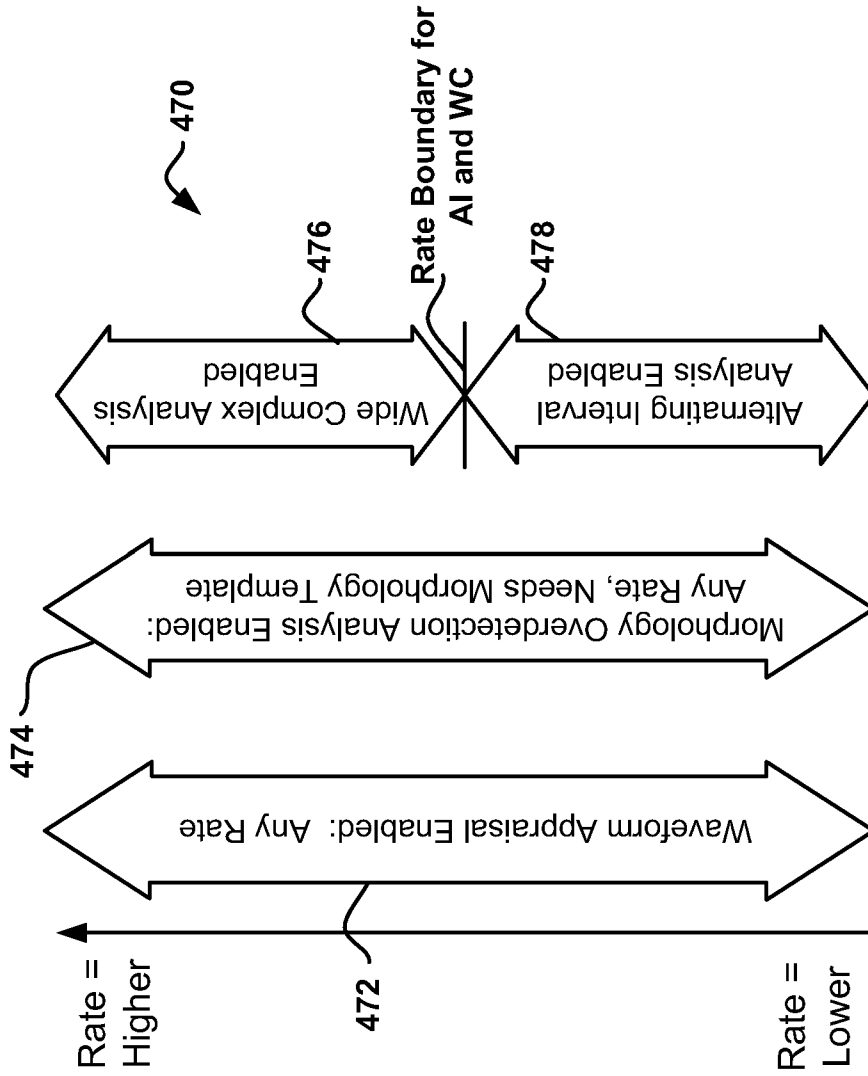 470
Rate =
Higher
Rate =
Lower
472
Waveform Appraisal Enabled:  Any Rate
474
Morphology Overdetection Analysis Enabled:
Any Rate, Needs Morphology Template
476
Wide Complex Analysis
Enabled
Rate Boundary for
AI and WC
478
Alternating Interval
Analysis Enabled